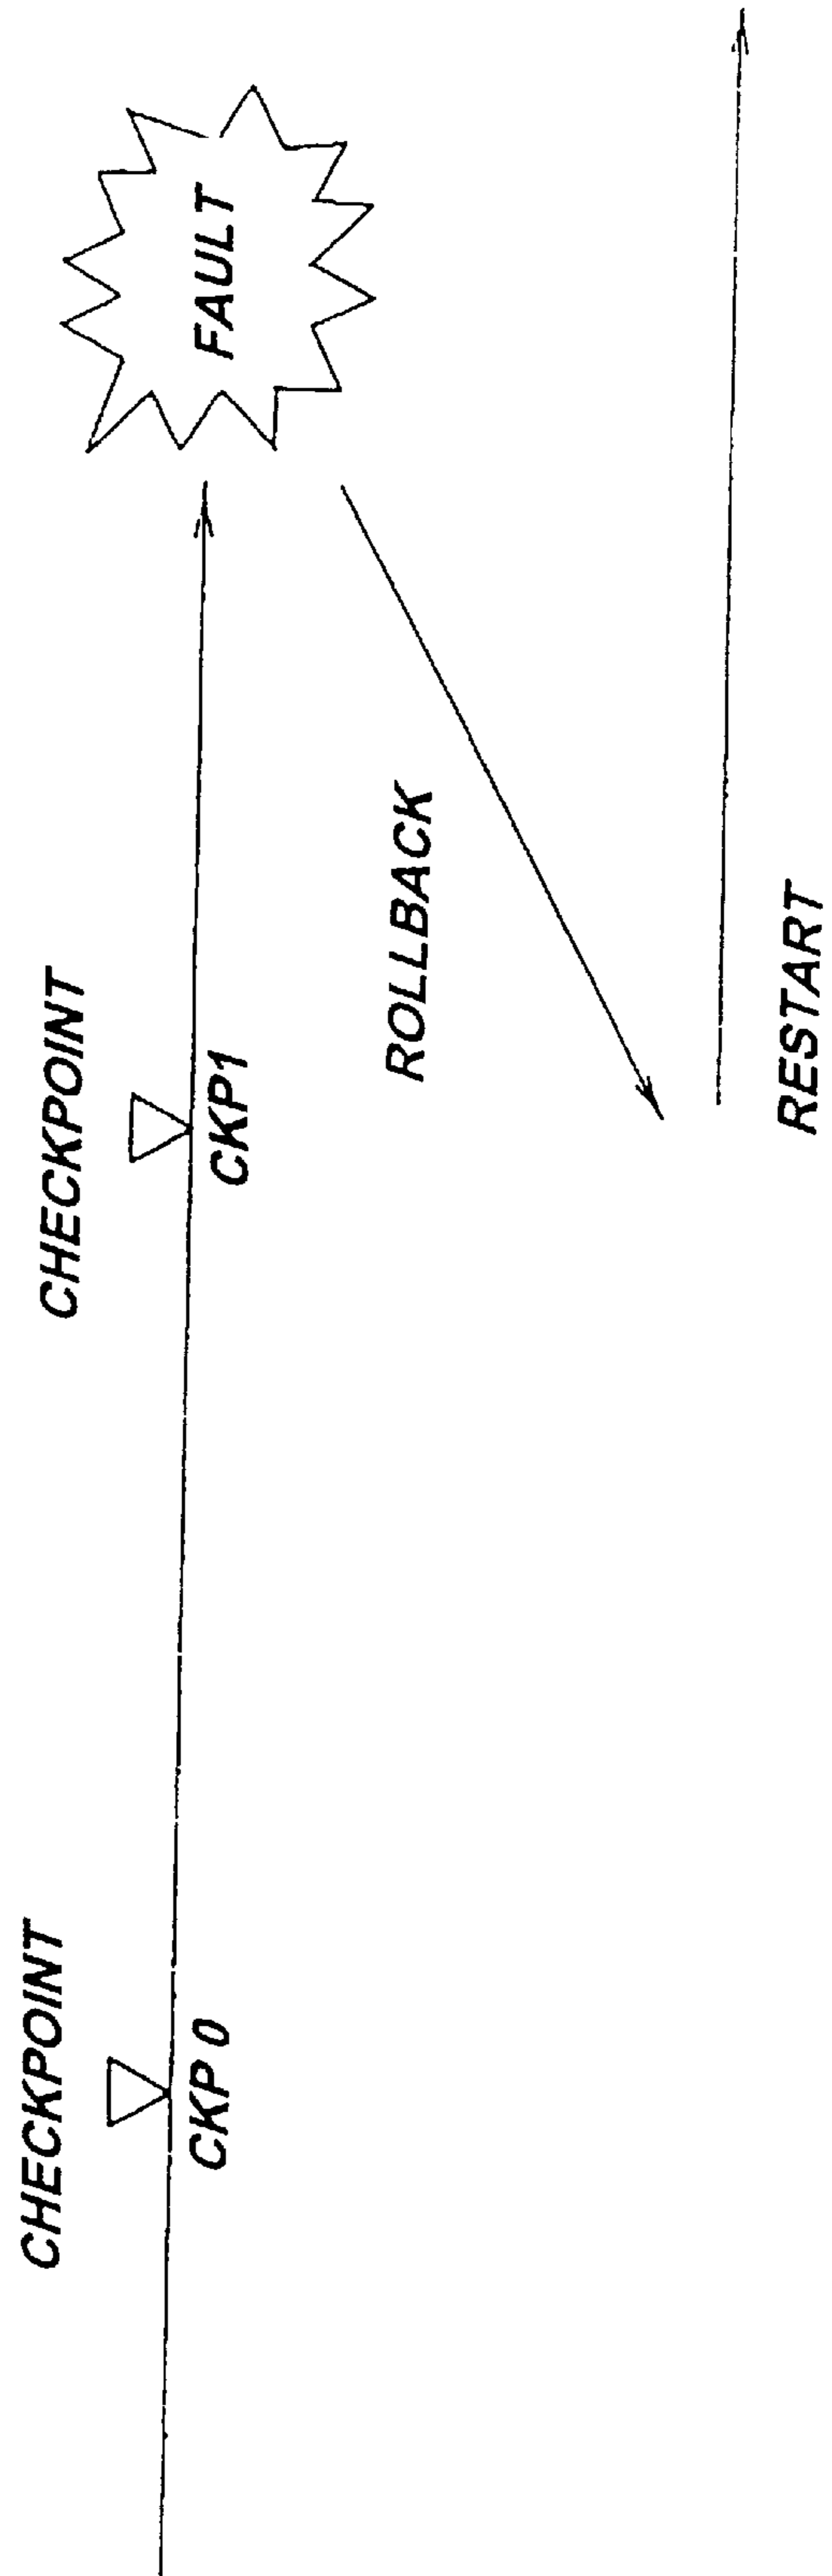 CHECKPOINT
CHECKPOINT
CKP 0
CKP1
FAULT
ROLLBACK
RESTART